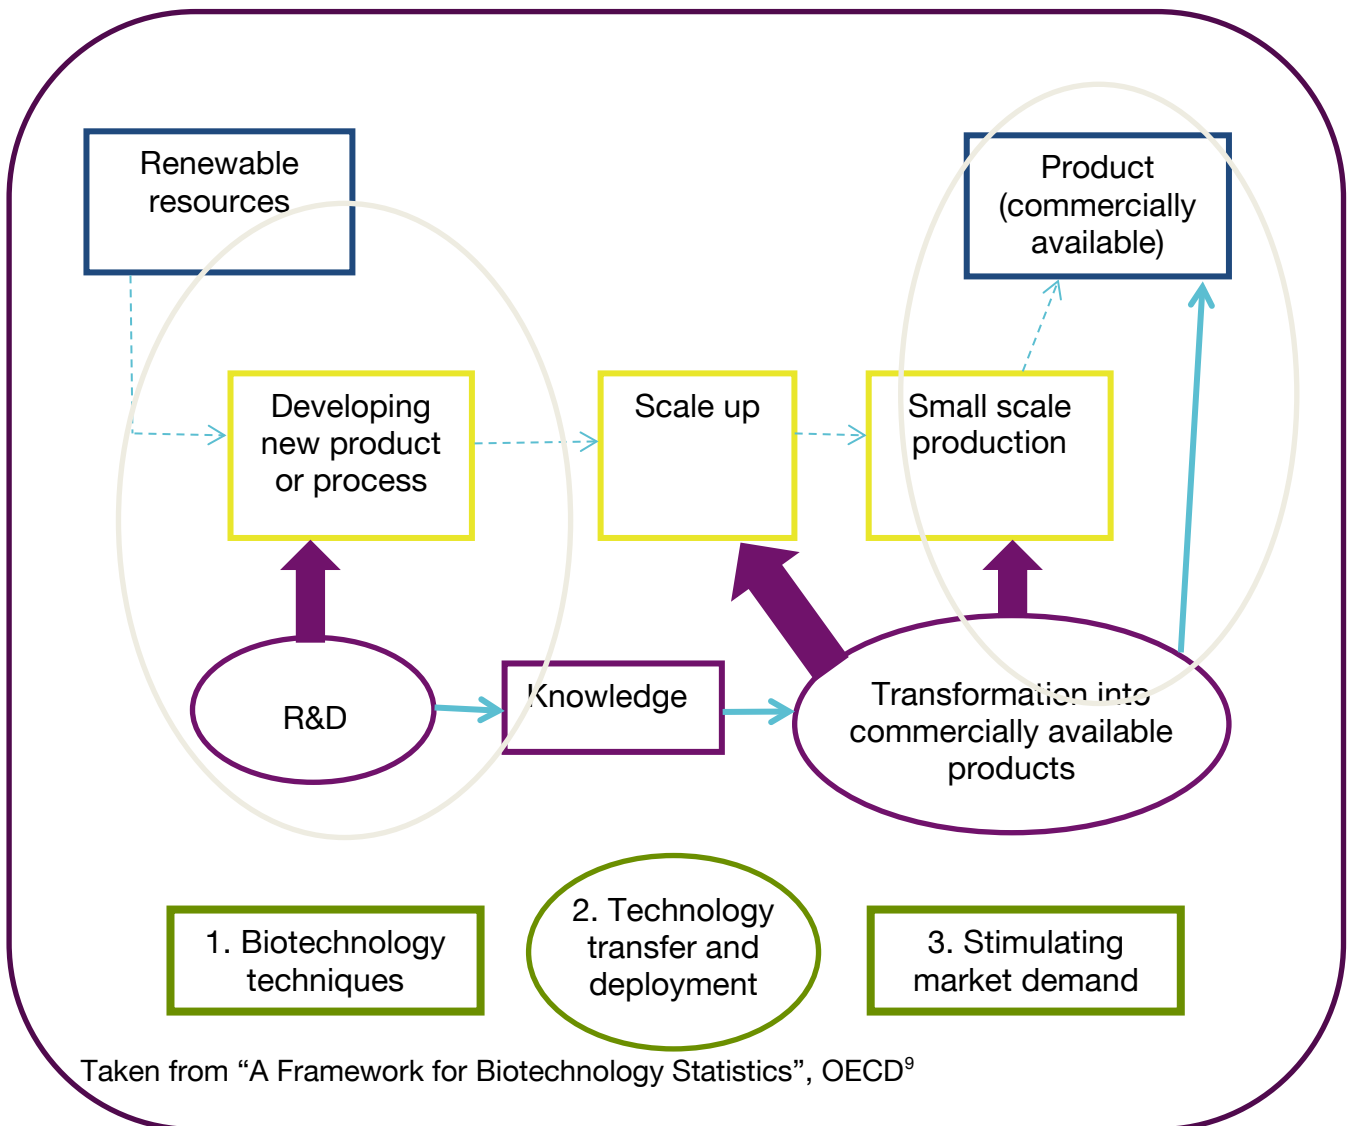 Renewable
resources
Product
(commercially
available)
Developing
new product
or process
Scale up
Small scale
production
R&D
Knowledge
Transformation into
commercially available
products
1. Biotechnology
techniques
2. Technology
transfer and
deployment
3. Stimulating
market demand
Taken from “A Framework for Biotechnology Statistics”, OECD⁹